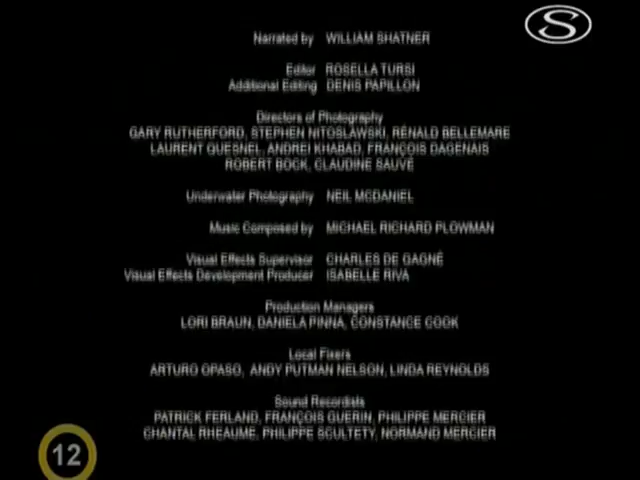 S
Narrated by WILLIAM SHATNER
Editor ROSELLA TURSI
Additional Editing DENIS PAPILLON
Directors of Photography
GARY RUTHERFORD, STEPHEN NITOSLAWSKI, RÉNALD BELLEMARE
LAURENT QUESNEL, ANDREI KHABAD, FRANÇOIS DAGENAIS
ROBERT BOCK, CLAUDINE SAUVÉ
Underwater Photography NEIL MCDANIEL
Music Composed by MICHAEL RICHARD PLOWMAN
Visual Effects Supervisor CHARLES DE GAGNÉ
Visual Effects Development Producer ISABELLE RIVA
Production Managers
LORI BRAUN, DANIELA PINNA, CONSTANCE COOK
Local Fixers
ARTURO OPASO, ANDY PUTMAN NELSON, LINDA REYNOLDS
Sound Recordists
PATRICK FERLAND, FRANÇOIS GUERIN, PHILIPPE MERCIER
CHANTAL RHEAUME, PHILIPPE SCULTETY, NORMAND MERCIER
12